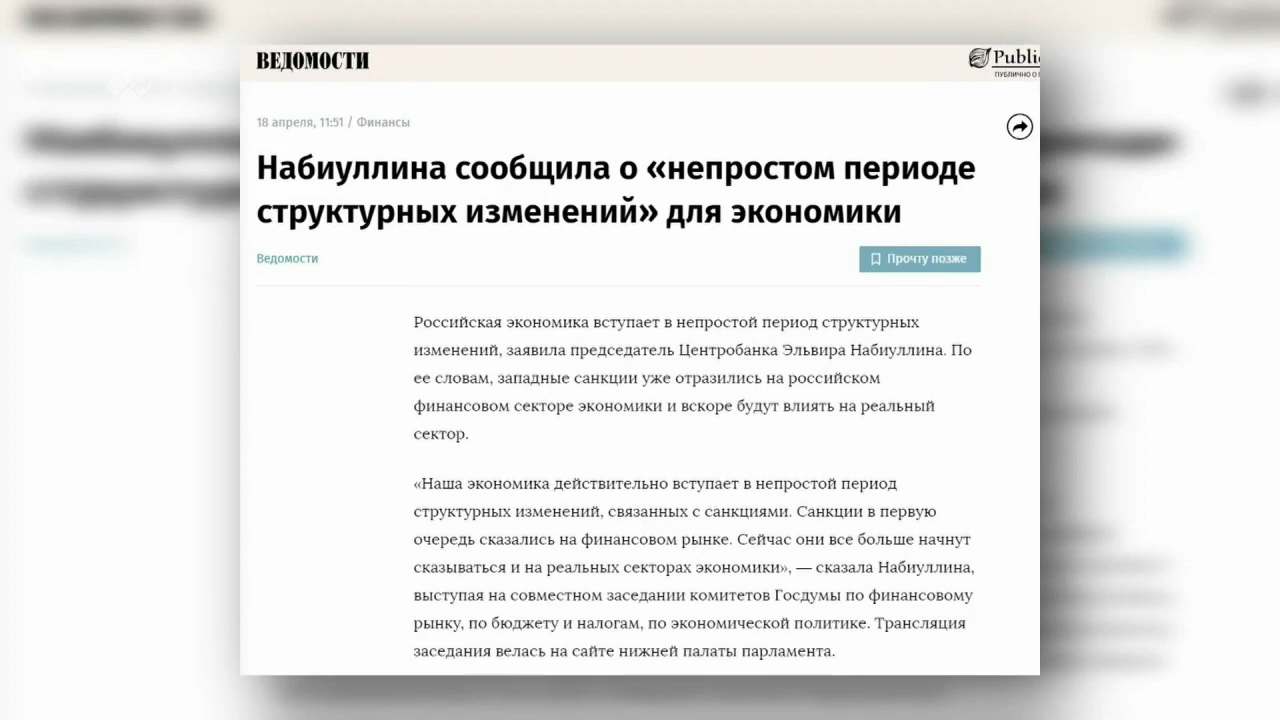 ВЕДОМОСТИ
Public
ПУБЛИЧНО О
18 апреля, 11:51 / Финансы
Набиуллина сообщила о «непростом периоде
структурных изменений» для экономики
Ведомости
Прочту позже
Российская экономика вступает в непростой период структурных
изменений, заявила председатель Центробанка Эльвира Набиуллина. По
ее словам, западные санкции уже отразились на российском
финансовом секторе экономики и вскоре будут влиять на реальный
сектор.
«Наша экономика действительно вступает в непростой период
структурных изменений, связанных с санкциями. Санкции в первую
очередь сказались на финансовом рынке. Сейчас они все больше начнут
сказываться и на реальных секторах экономики», — сказала Набиуллина,
выступая на совместном заседании комитетов Госдумы по финансовому
рынку, по бюджету и налогам, по экономической политике. Трансляция
заседания велась на сайте нижней палаты парламента.